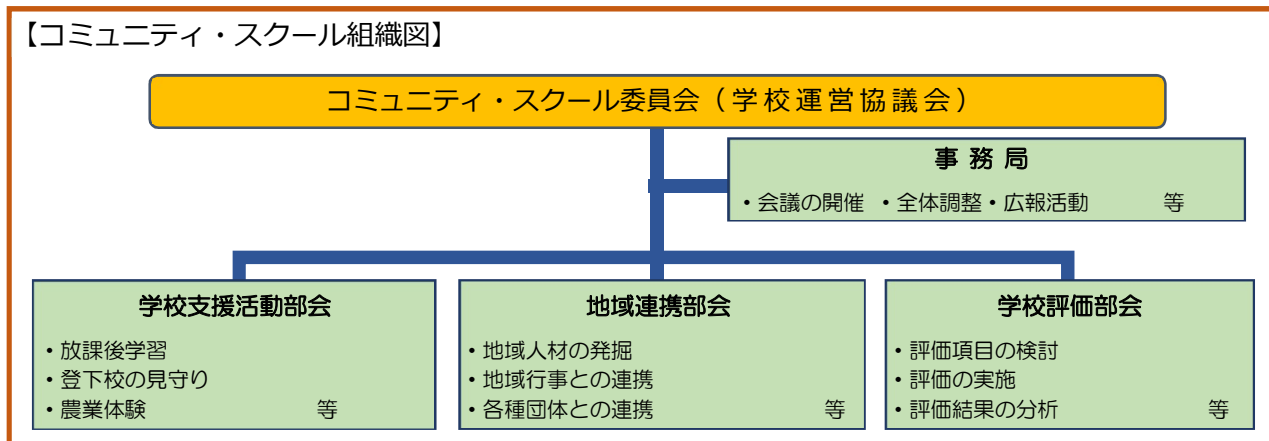 【コミュニティ・スクール組織図】
コミュニティ・スクール委員会（学校運営協議会）
事務局
・会議の開催 ・全体調整・広報活動 等
学校支援活動部会
・放課後学習
・登下校の見守り
・農業体験 等
地域連携部会
・地域人材の発掘
・地域行事との連携
・各種団体との連携 等
学校評価部会
・評価項目の検討
・評価の実施
・評価結果の分析 等